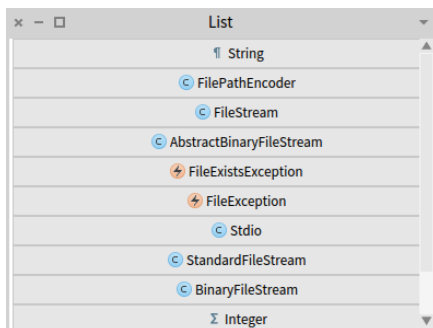 List
¶ String
C FilePathEncoder
C FileStream
C AbstractBinaryFileStream
FileExistsException
FileException
C Stdio
C StandardFileStream
C BinaryFileStream
Σ Integer